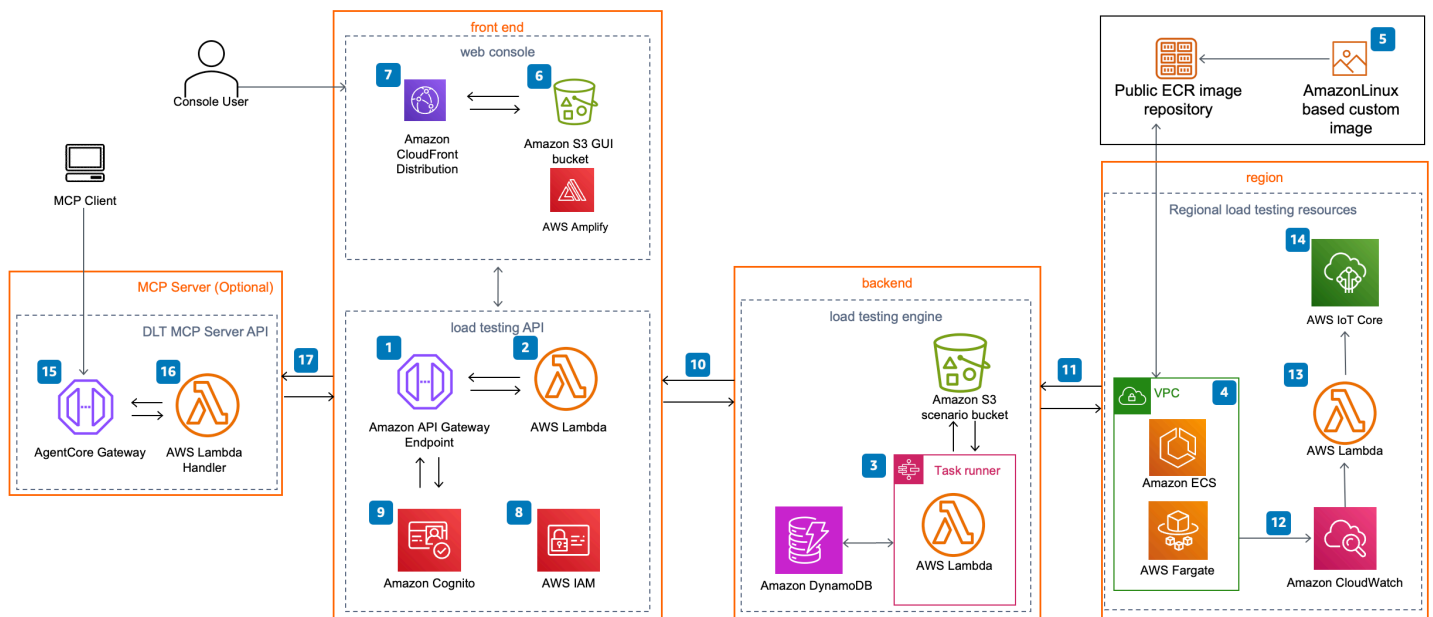 Console User
MCP Client
front end
web console
7
6
Amazon
CloudFront
Distribution
Amazon S3 GUI
bucket
AWS Amplify
5
Public ECR image
repository
AmazonLinux
based custom
image
MCP Server (Optional)
DLT MCP Server API
15
16
AgentCore Gateway
AWS Lambda
Handler
17
load testing API
1
2
Amazon API Gateway
Endpoint
AWS Lambda
9
8
Amazon Cognito
AWS IAM
10
backend
load testing engine
Amazon S3
scenario bucket
3
Task runner
Amazon DynamoDB
AWS Lambda
11
region
Regional load testing resources
14
AWS IoT Core
VPC
4
13
Amazon ECS
AWS Lambda
12
AWS Fargate
Amazon CloudWatch